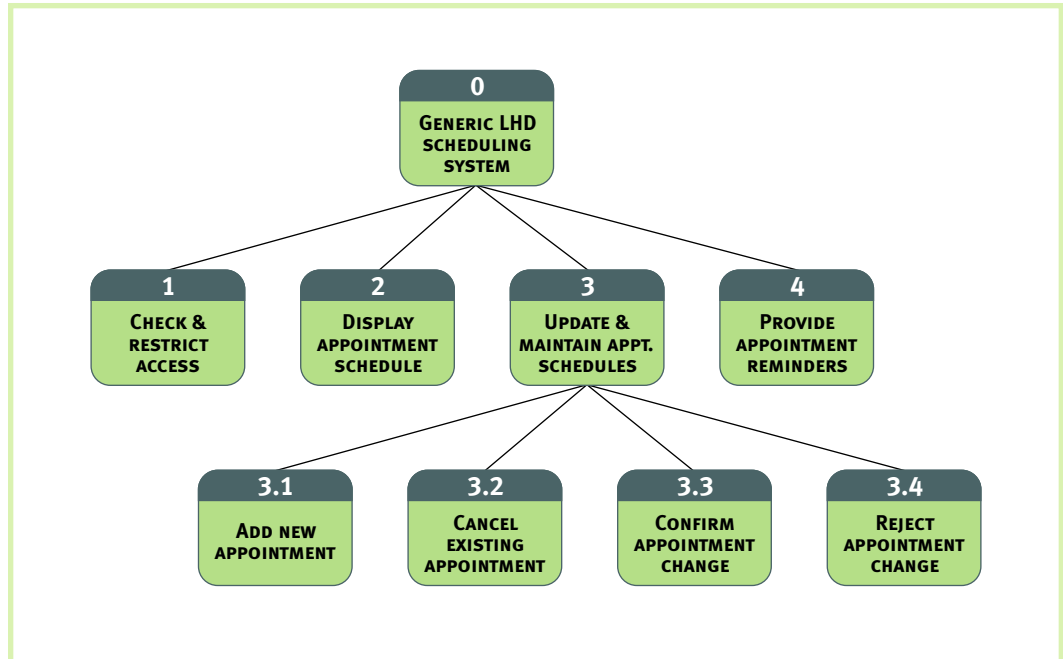 0
Generic LHD
scheduling
system
1
Check &
restrict
access
2
Display
appointment
schedule
3
Update &
maintain appt.
schedules
4
Provide
appointment
reminders
3.1
Add new
appointment
3.2
Cancel
existing
appointment
3.3
Confirm
appointment
change
3.4
Reject
appointment
change